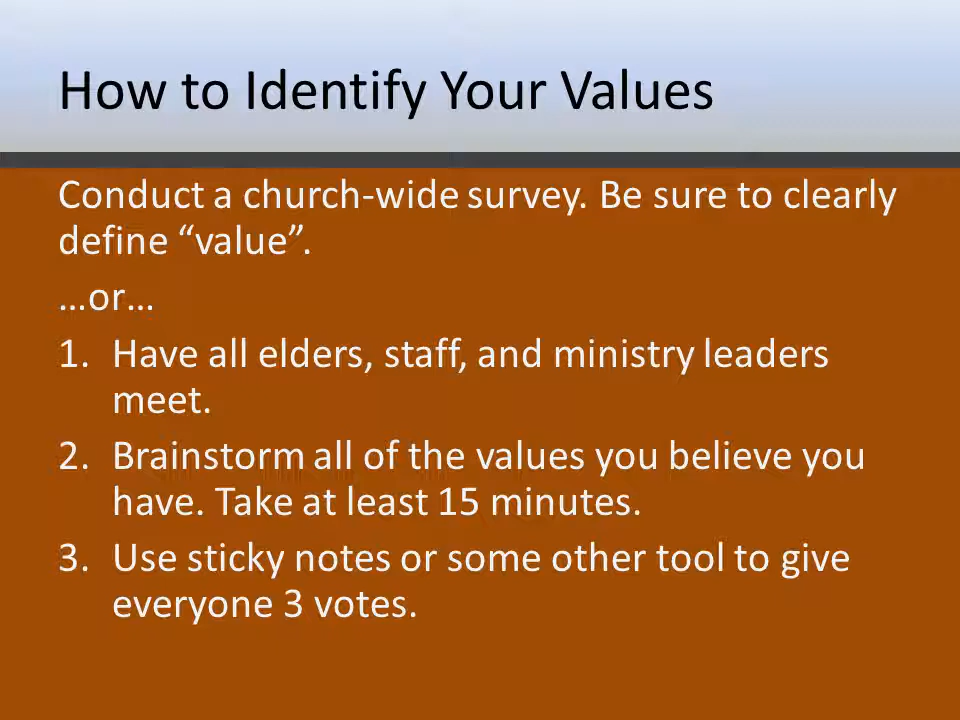 How to Identify Your Values
Conduct a church-wide survey. Be sure to clearly
define “value”.
…or…
1. Have all elders, staff, and ministry leaders
meet.
2. Brainstorm all of the values you believe you
have. Take at least 15 minutes.
3. Use sticky notes or some other tool to give
everyone 3 votes.